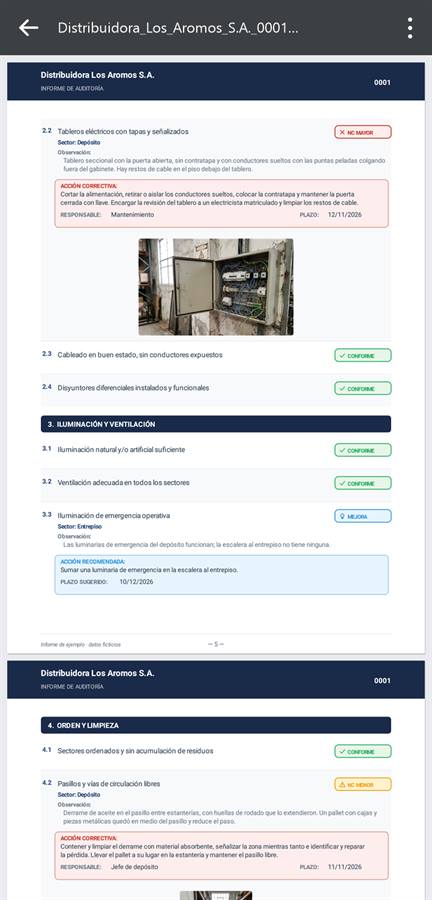 Distribuidora_Los_Aromos_S.A._0001...
Distribuidora Los Aromos S.A.
INFORME DE AUDITORÍA
0001
2.2 Tableros eléctricos con tapas y señalizados
NC MAYOR
Sector: Depósito
Observación:
Tablero seccional con la puerta abierta, sin contratapa y con conductores sueltos con las puntas peladas colgando
fuera del gabinete. Hay restos de cable en el piso debajo del tablero.
ACCIÓN CORRECTIVA:
Cortar la alimentación, retirar o aislar los conductores sueltos, colocar la contratapa y mantener la puerta
cerrada con llave. Encargar la revisión del tablero a un electricista matriculado y limpiar los restos de cable.
RESPONSABLE: Mantenimiento PLAZO: 12/11/2026
2.3 Cableado en buen estado, sin conductores expuestos
CONFORME
2.4 Disyuntores diferenciales instalados y funcionales
CONFORME
3. ILUMINACIÓN Y VENTILACIÓN
3.1 Iluminación natural y/o artificial suficiente
CONFORME
3.2 Ventilación adecuada en todos los sectores
CONFORME
3.3 Iluminación de emergencia operativa
MEJORA
Sector: Entrepiso
Observación:
Las luminarias de emergencia del depósito funcionan; la escalera al entrepiso no tiene ninguna.
ACCIÓN RECOMENDADA:
Sumar una luminaria de emergencia en la escalera al entrepiso.
PLAZO SUGERIDO: 10/12/2026
Informe de ejemplo · datos ficticios
— 5 —
Distribuidora Los Aromos S.A.
INFORME DE AUDITORÍA
0001
4. ORDEN Y LIMPIEZA
4.1 Sectores ordenados y sin acumulación de residuos
CONFORME
4.2 Pasillos y vías de circulación libres
NC MENOR
Sector: Depósito
Observación:
Derrame de aceite en el pasillo entre estanterías, con huellas de rodado que lo extendieron. Un pallet con cajas y
piezas metálicas quedó en medio del pasillo y reduce el paso.
ACCIÓN CORRECTIVA:
Contener y limpiar el derrame con material absorbente, señalizar la zona mientras tanto e identificar y reparar
la pérdida. Llevar el pallet a su lugar en la estantería y mantener el pasillo libre.
RESPONSABLE: Jefe de depósito PLAZO: 11/11/2026